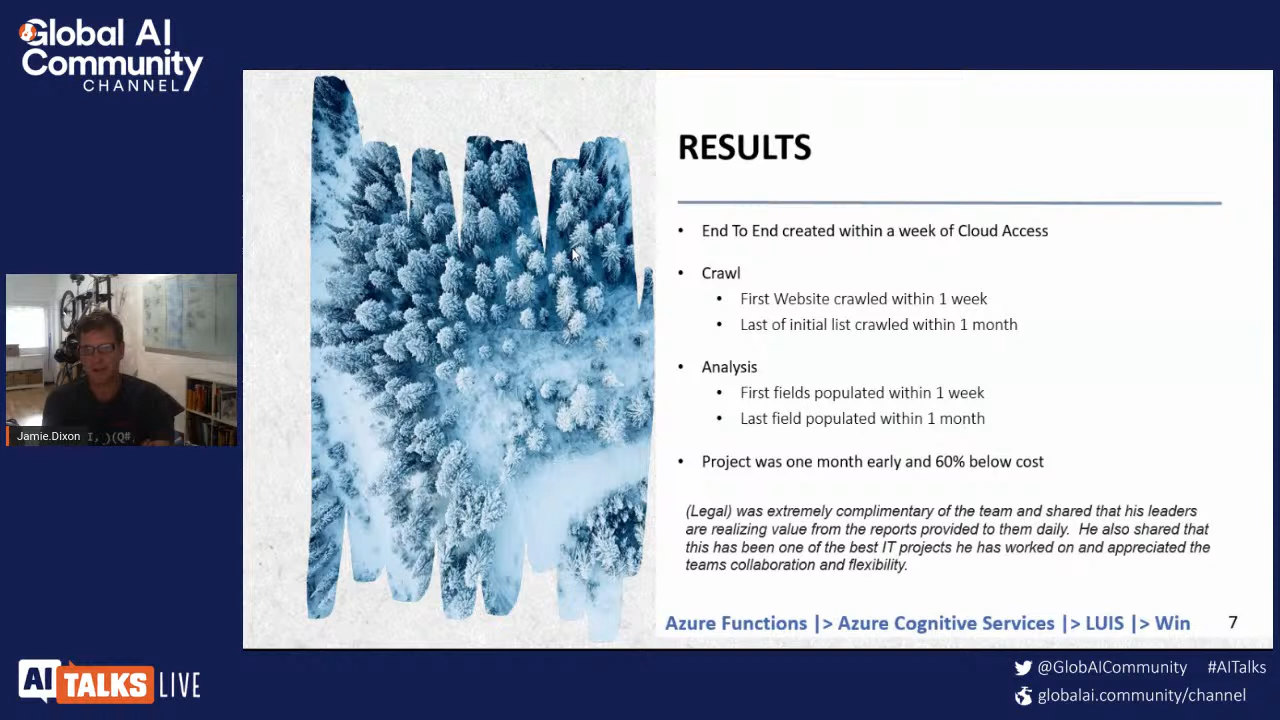 Global AI
Community
CHANNEL
RESULTS
• End To End created within a week of Cloud Access
• Crawl
• First Website crawled within 1 week
• Last of initial list crawled within 1 month
• Analysis
• First fields populated within 1 week
• Last field populated within 1 month
• Project was one month early and 60% below cost
(Legal) was extremely complimentary of the team and shared that his leaders
are realizing value from the reports provided to them daily. He also shared that
this has been one of the best IT projects he has worked on and appreciated the
teams collaboration and flexibility.
Azure Functions |> Azure Cognitive Services |> LUIS |> Win
7
Jamie.Dixon
AI TALKS LIVE
@GlobAICommunity #AITalks
globalai.community/channel